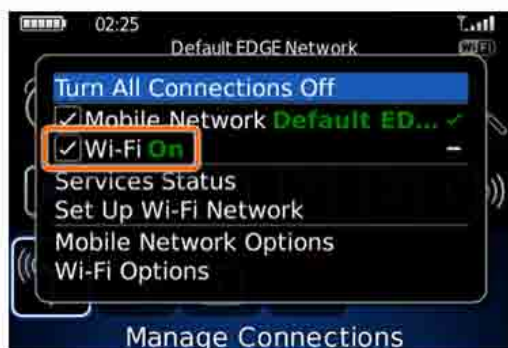 02:25
Default EDGE Network
WiFi
Turn All Connections Off
Mobile Network Default ED...
Wi-Fi On
Services Status
Set Up Wi-Fi Network
Mobile Network Options
Wi-Fi Options
Manage Connections